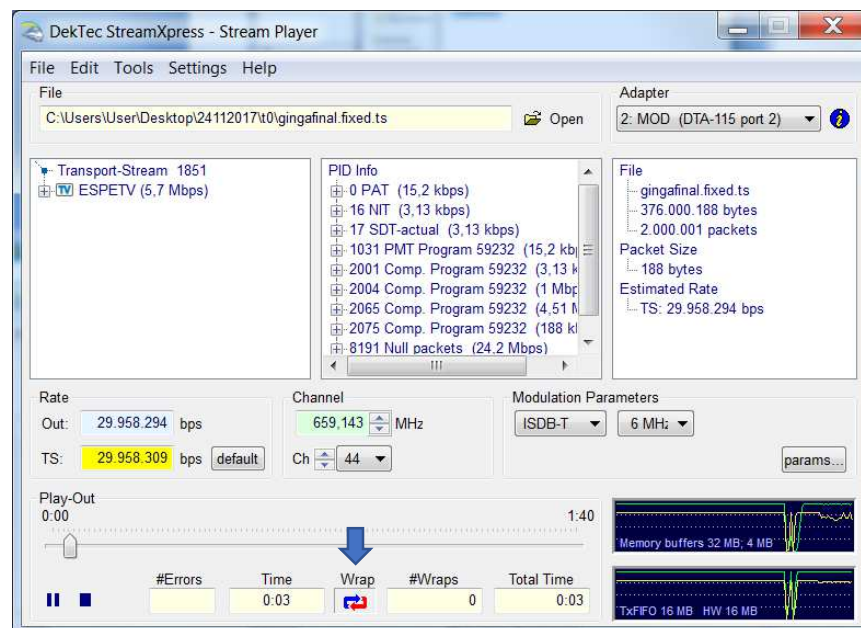 DekTec StreamXpress - Stream Player
File Edit Tools Settings Help
File
C:\Users\User\Desktop\24112017\t0\gingafinal.fixed.ts
Open
Adapter
2: MOD (DTA-115 port 2)
Transport-Stream 1851
TV ESPETV (5,7 Mbps)
PID Info
0 PAT (15,2 kbps)
16 NIT (3,13 kbps)
17 SDT-actual (3,13 kbps)
1031 PMT Program 59232 (15,2 kb
2001 Comp. Program 59232 (3,13 k
2004 Comp. Program 59232 (1 Mbp
2065 Comp. Program 59232 (4,51 M
2075 Comp. Program 59232 (188 k
8191 Null packets (24,2 Mbps)
File
gingafinal.fixed.ts
376.000.188 bytes
2.000.001 packets
Packet Size
188 bytes
Estimated Rate
TS: 29.958.294 bps
Rate
Out: 29.958.294 bps
TS: 29.958.309 bps default
Channel
659,143 MHz
Ch 44
Modulation Parameters
ISDB-T 6 MHz
params...
Play-Out
0:00 1:40
#Errors Time Wrap #Wraps Total Time
0:03 0 0:03
Memory buffers 32 MB; 4 MB
TxFIFO 16 MB HW 16 MB